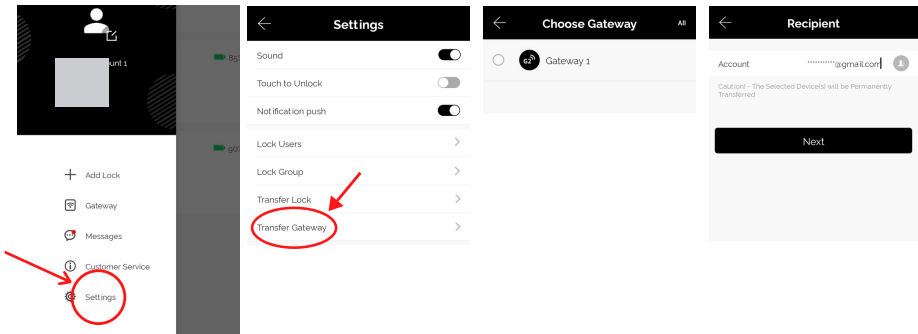 unt 1
85%
90%
Add Lock
Gateway
Messages
Customer Service
Settings
Settings
Sound
Touch to Unlock
Notification push
Lock Users
Lock Group
Transfer Lock
Transfer Gateway
Choose Gateway
All
G2
Gateway 1
Recipient
Account
***********@gmail.com
Caution! - The Selected Device(s) will be Permanently
Transferred
Next